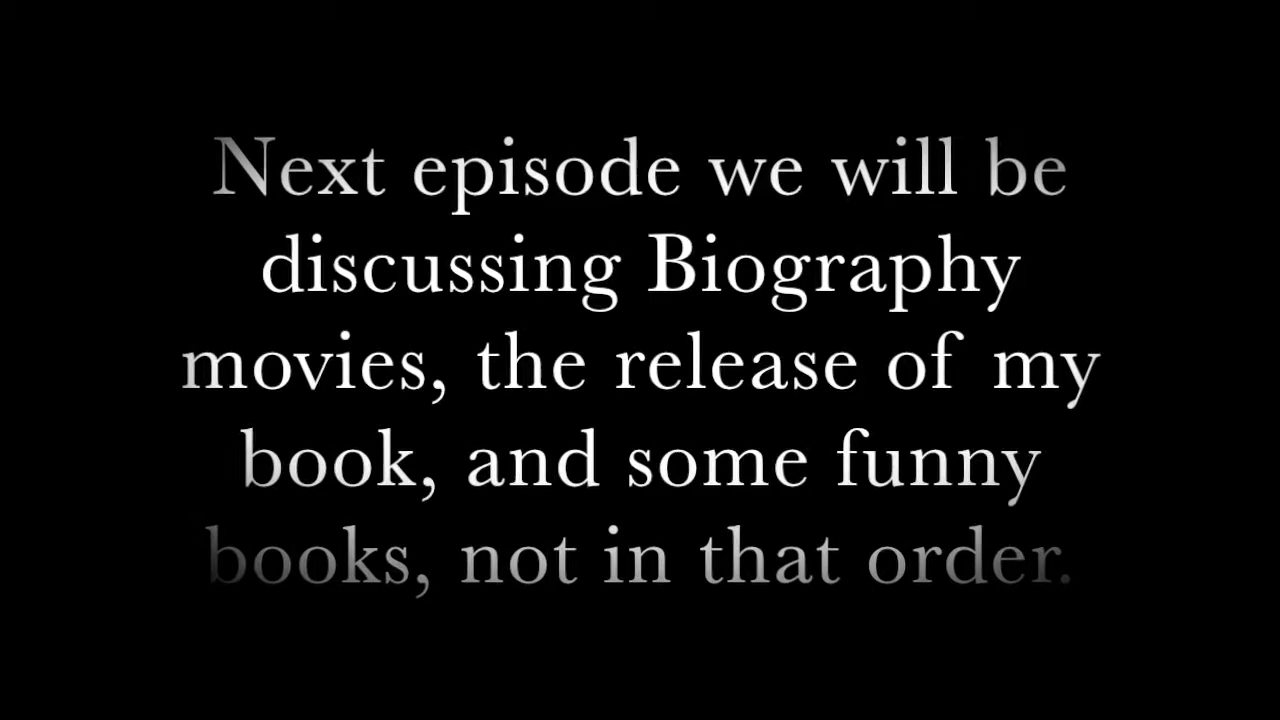 Next episode we will be
discussing Biography
movies, the release of my
book, and some funny
books, not in that order.